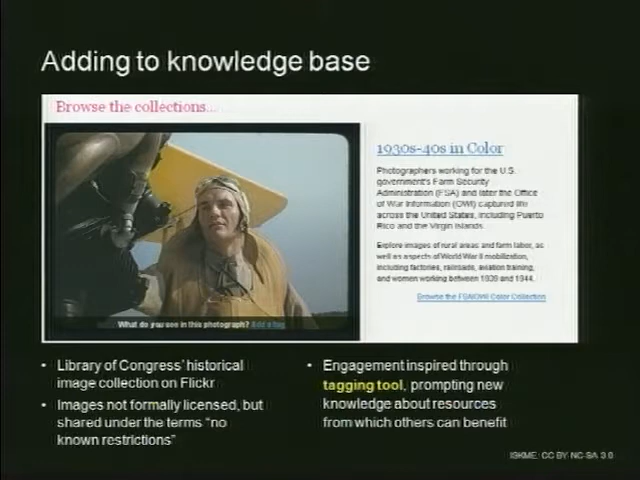 Adding to knowledge base
Browse the collections...
1930s-40s in Color
Photographers working for the U.S.
government's Farm Security
Administration (FSA) and later the Office
of War Information (OWI) captured life
across the United States, including Puerto
Rico and the Virgin Islands.
Explore images of rural areas and farm labor, as
well as aspects of World War II mobilization,
including factories, railroads, aviation training,
and women working between 1939 and 1944.
Browse the FSA/OWI Color Collection
What do you see in this photograph? Add a tag
• Library of Congress' historical
image collection on Flickr
• Images not formally licensed, but
shared under the terms "no
known restrictions"
• Engagement inspired through
tagging tool, prompting new
knowledge about resources
from which others can benefit
ISKME: CC BY NC-SA 3.0